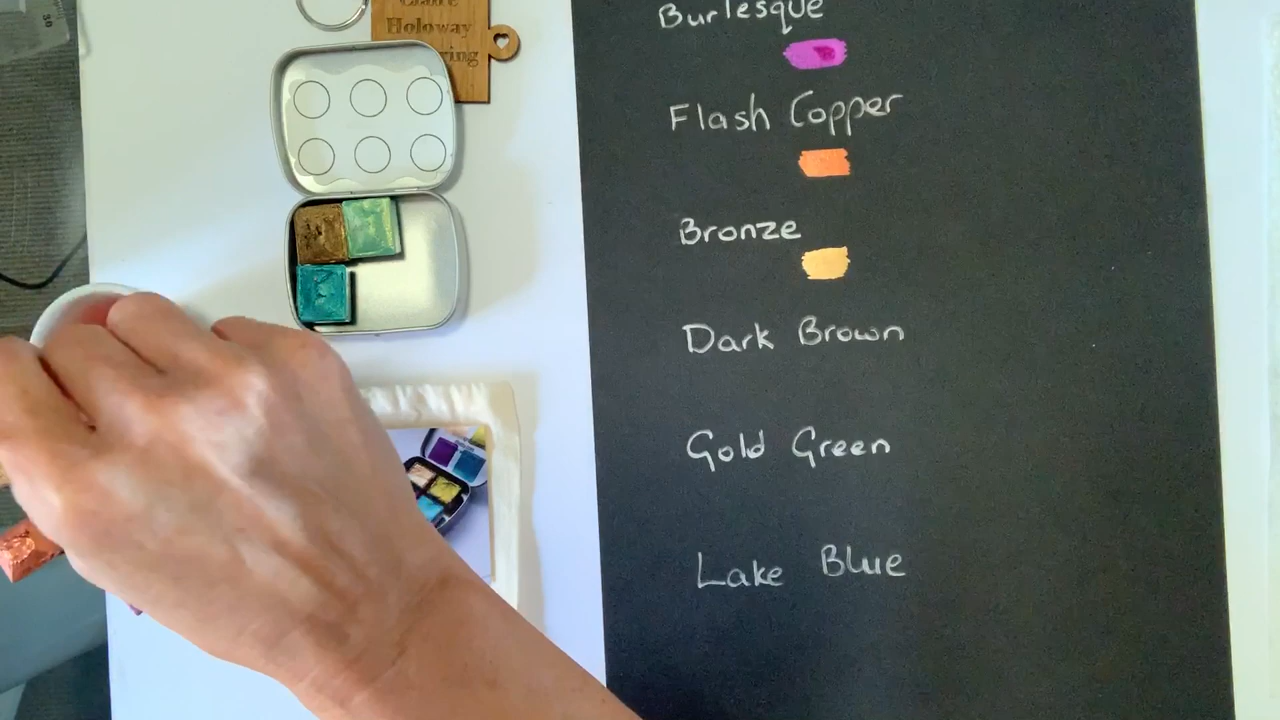 Holoway
Burlesque
Flash Copper
Bronze
Dark Brown
Gold Green
Lake Blue